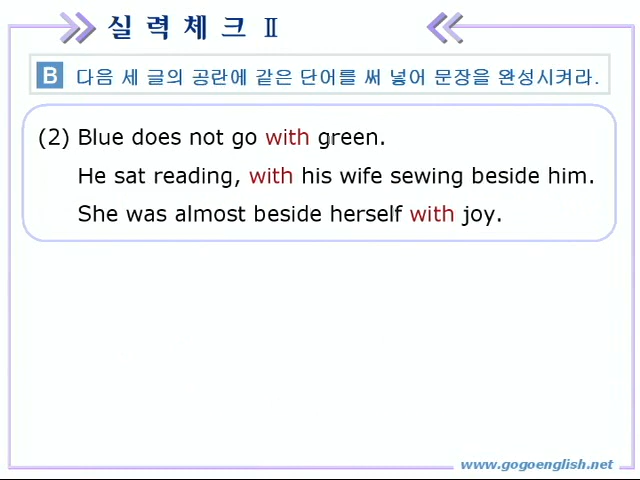 실력체크 Ⅱ
B 다음 세 글의 공란에 같은 단어를 써 넣어 문장을 완성시켜라.
(2) Blue does not go with green.
He sat reading, with his wife sewing beside him.
She was almost beside herself with joy.
www.gogoenglish.net